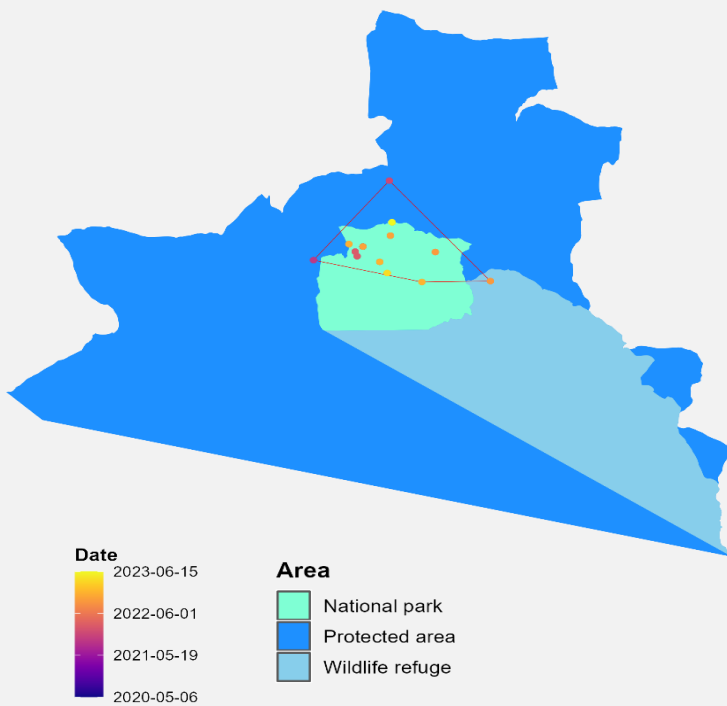 Date
2023-06-15
2022-06-01
2021-05-19
2020-05-06
Area
National park
Protected area
Wildlife refuge